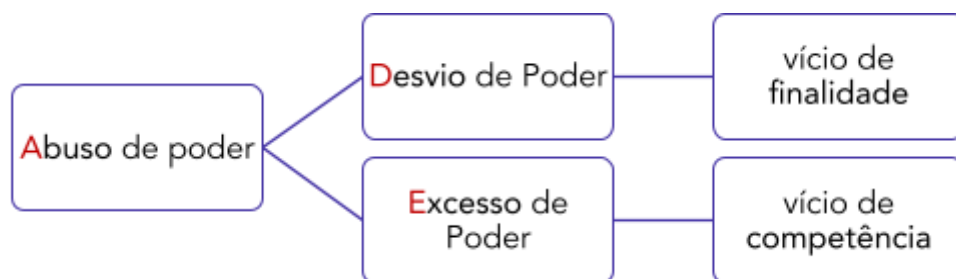 Abuso de poder
Desvio de Poder
vício de
finalidade
Excesso de
Poder
vício de
competência